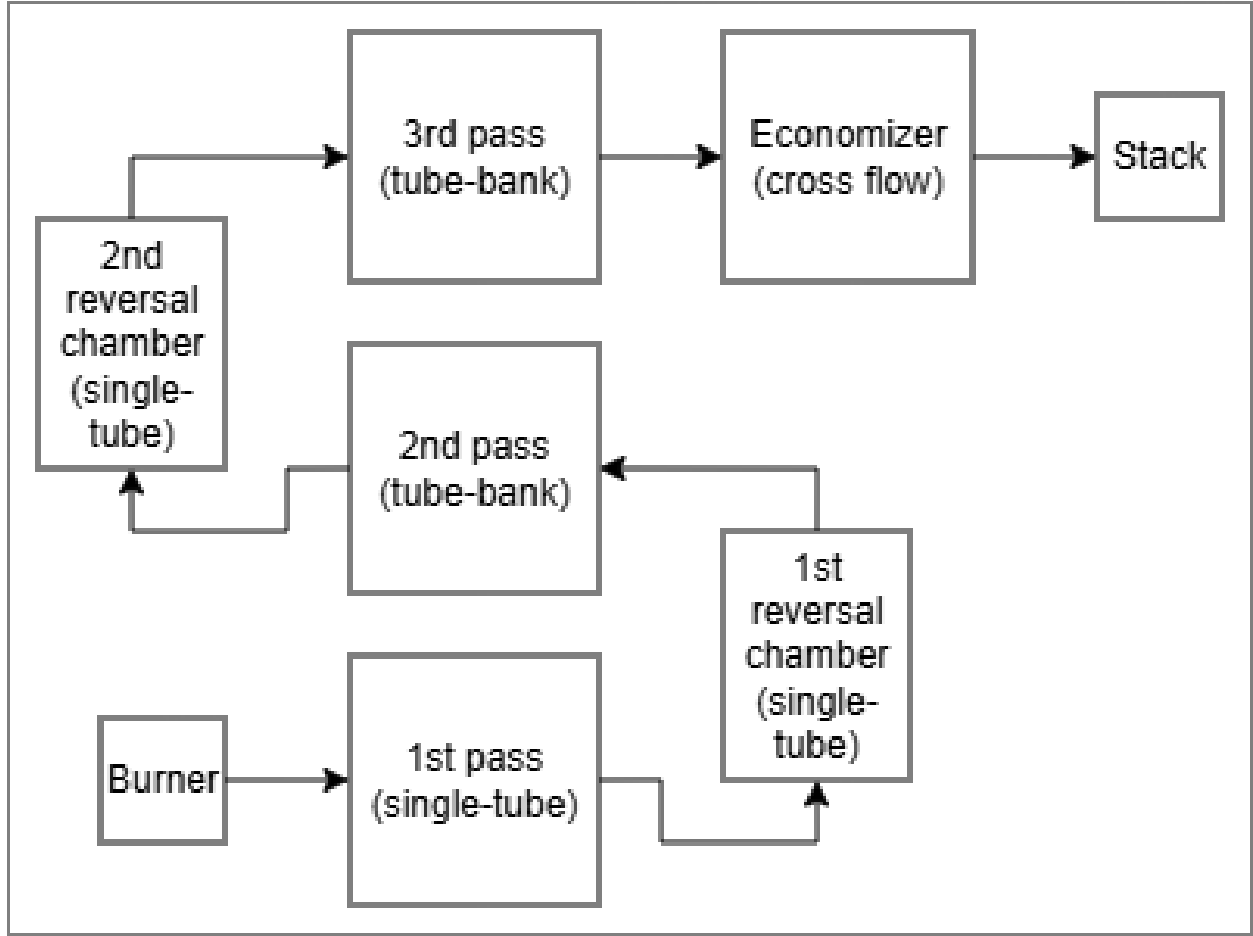 3rd pass
(tube-bank)
Economizer
(cross flow)
Stack
2nd
reversal
chamber
(single-
tube)
2nd pass
(tube-bank)
1st
reversal
chamber
(single-
tube)
Burner
1st pass
(single-tube)